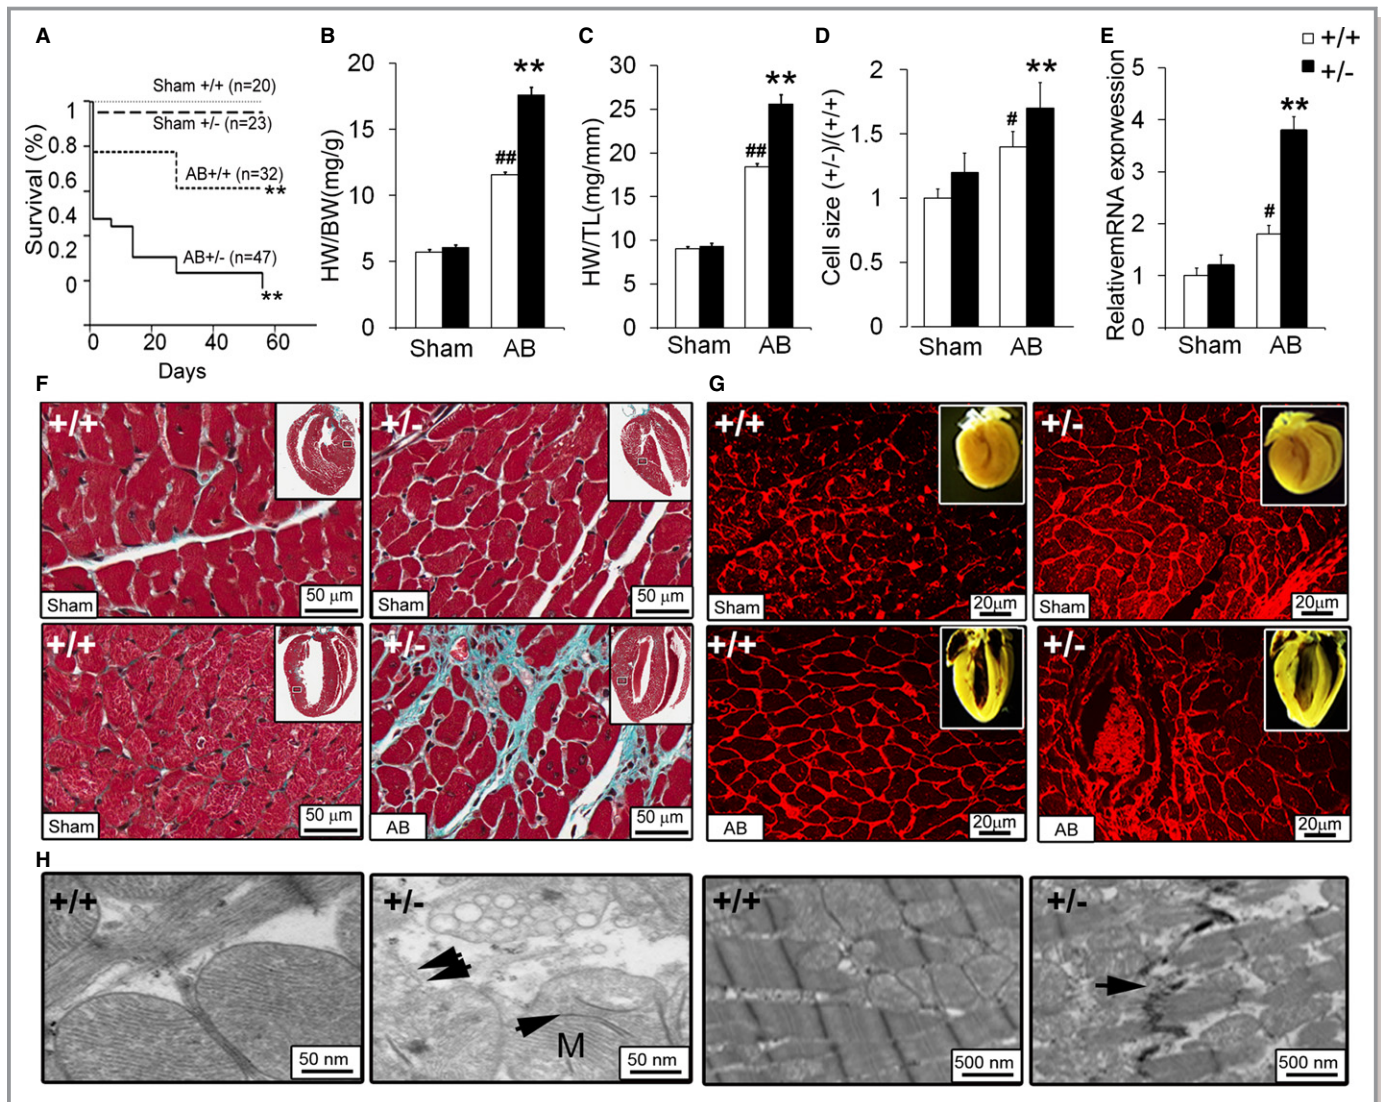 A
Survival (%)
1
0.8
0.6
0.4
0.2
0
Sham +/+ (n=20)
Sham +/- (n=23)
AB+/+ (n=32)
**
AB+/- (n=47)
**
0 20 40 60
Days
B
HW/BW(mg/g)
20
15
10
5
0
##
**
Sham AB
C
HW/TL(mg/mm)
30
25
20
15
10
5
0
##
**
Sham AB
D
Cell size (+/-)/(+/+)
2
1.5
1
0.5
0
#
**
Sham AB
E
RelativemRNA exprwession
5
4
3
2
1
0
#
**
Sham AB
+/+
+/-
F
+/+
Sham
50 µm
+/-
Sham
50 µm
+/+
Sham
50 µm
+/-
AB
50 µm
G
+/+
Sham
20µm
+/-
Sham
20µm
+/+
AB
20µm
+/-
AB
20µm
H
+/+
50 nm
+/-
M
50 nm
+/+
500 nm
+/-
500 nm